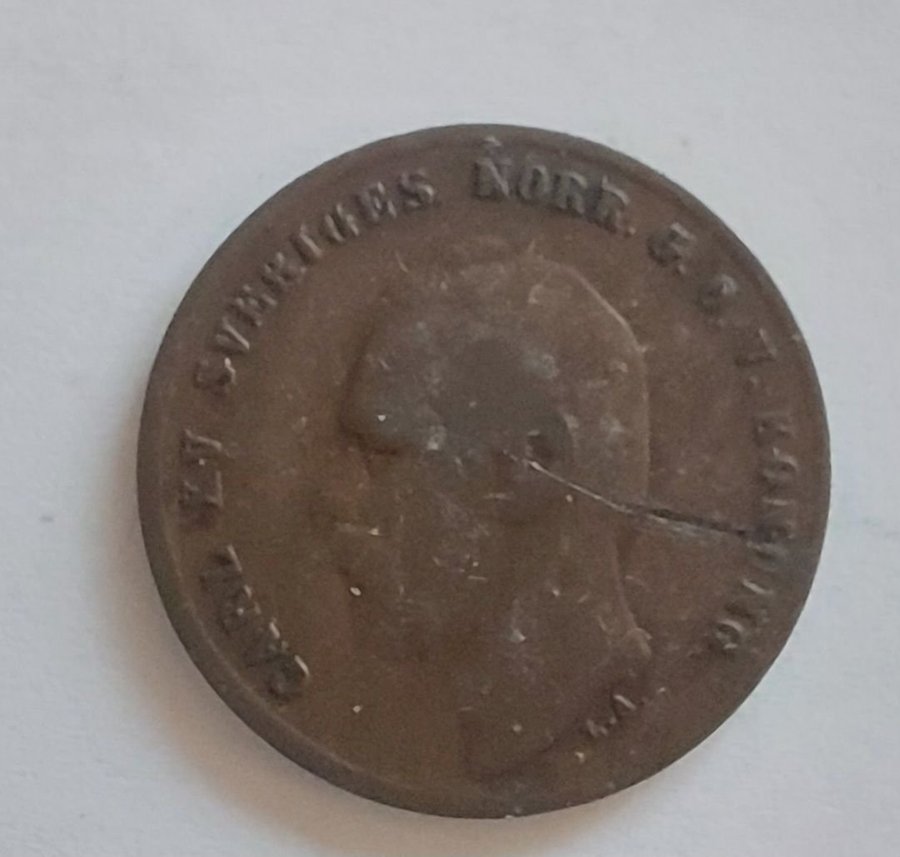 CARL XV SVERIGES NORR. G. O. V. KONUNG